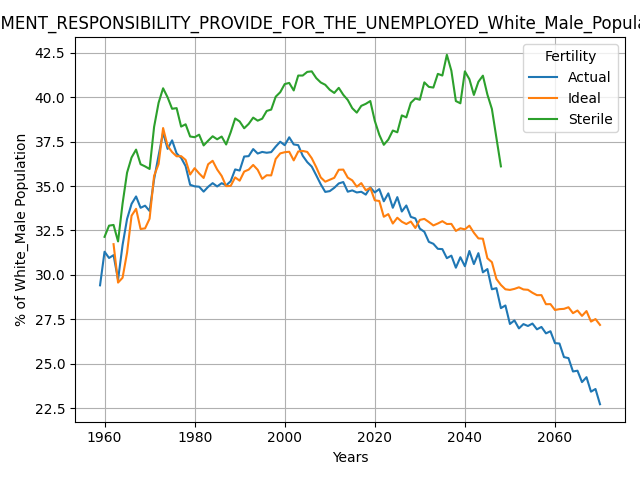 MENT_RESPONSIBILITY_PROVIDE_FOR_THE_UNEMPLOYED_White_Male_Popula
Fertility
Actual
Ideal
Sterile
% of White_Male Population
42.5
40.0
37.5
35.0
32.5
30.0
27.5
25.0
22.5
1960 1980 2000 2020 2040 2060
Years